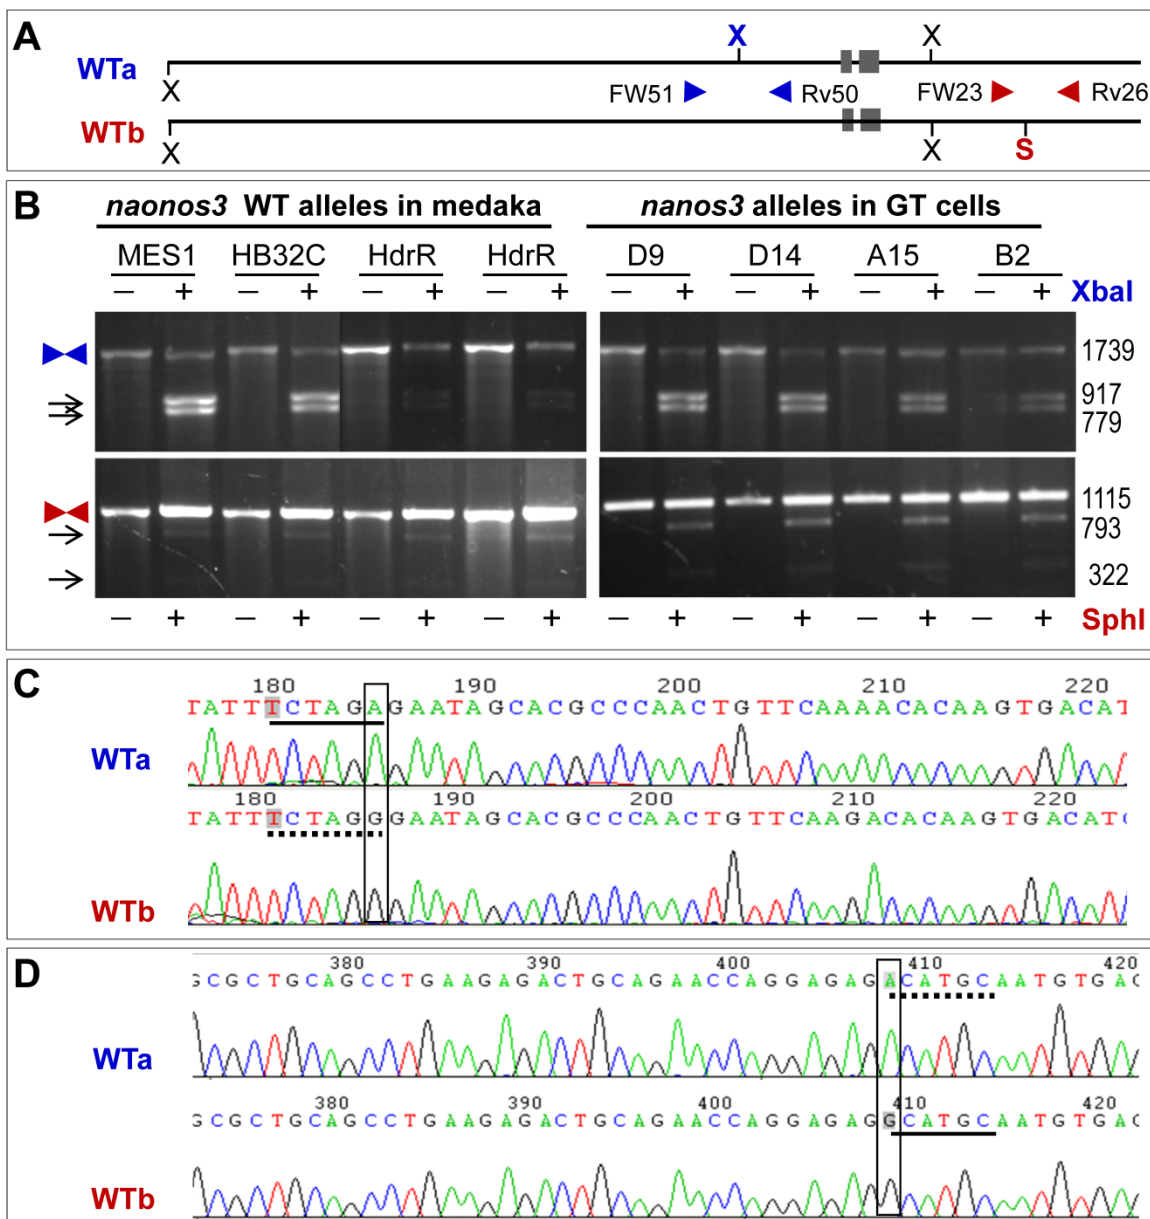 A
X X
WTa
X FW51 Rv50 FW23 Rv26
WTb
X X S
B
naonos3 WT alleles in medaka nanos3 alleles in GT cells
MES1 HB32C HdrR HdrR D9 D14 A15 B2
– + – + – + – + – + – + – + – + XbaI
1739
917
779
1115
793
322
– + – + – + – + – + – + – + – + SphI
C
180 190 200 210 220
TATTTCTAGAGAATAGCACGCCCAACTGTTCAAAACACAAGTGACAT
WTa
180 190 200 210 220
TATTTCTAGGGAATAGCACGCCCAACTGTTCAAGACACAAGTGACAT
WTb
D
380 390 400 410 420
GCGCTGCAGCCTGAAGAGACTGCAGAACCAGGAGAGACATGCAATGTGAG
WTa
380 390 400 410 420
GCGCTGCAGCCTGAAGAGACTGCAGAACCAGGAGAGGCATGCAATGTGAG
WTb